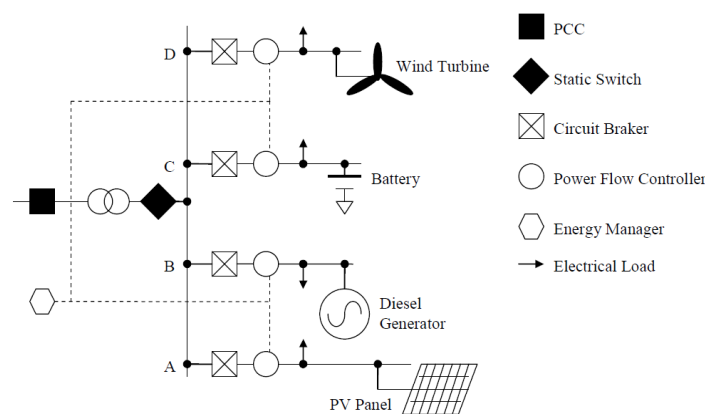 D
Wind Turbine
C
Battery
B
Diesel
Generator
A
PV Panel
PCC
Static Switch
Circuit Braker
Power Flow Controller
Energy Manager
Electrical Load